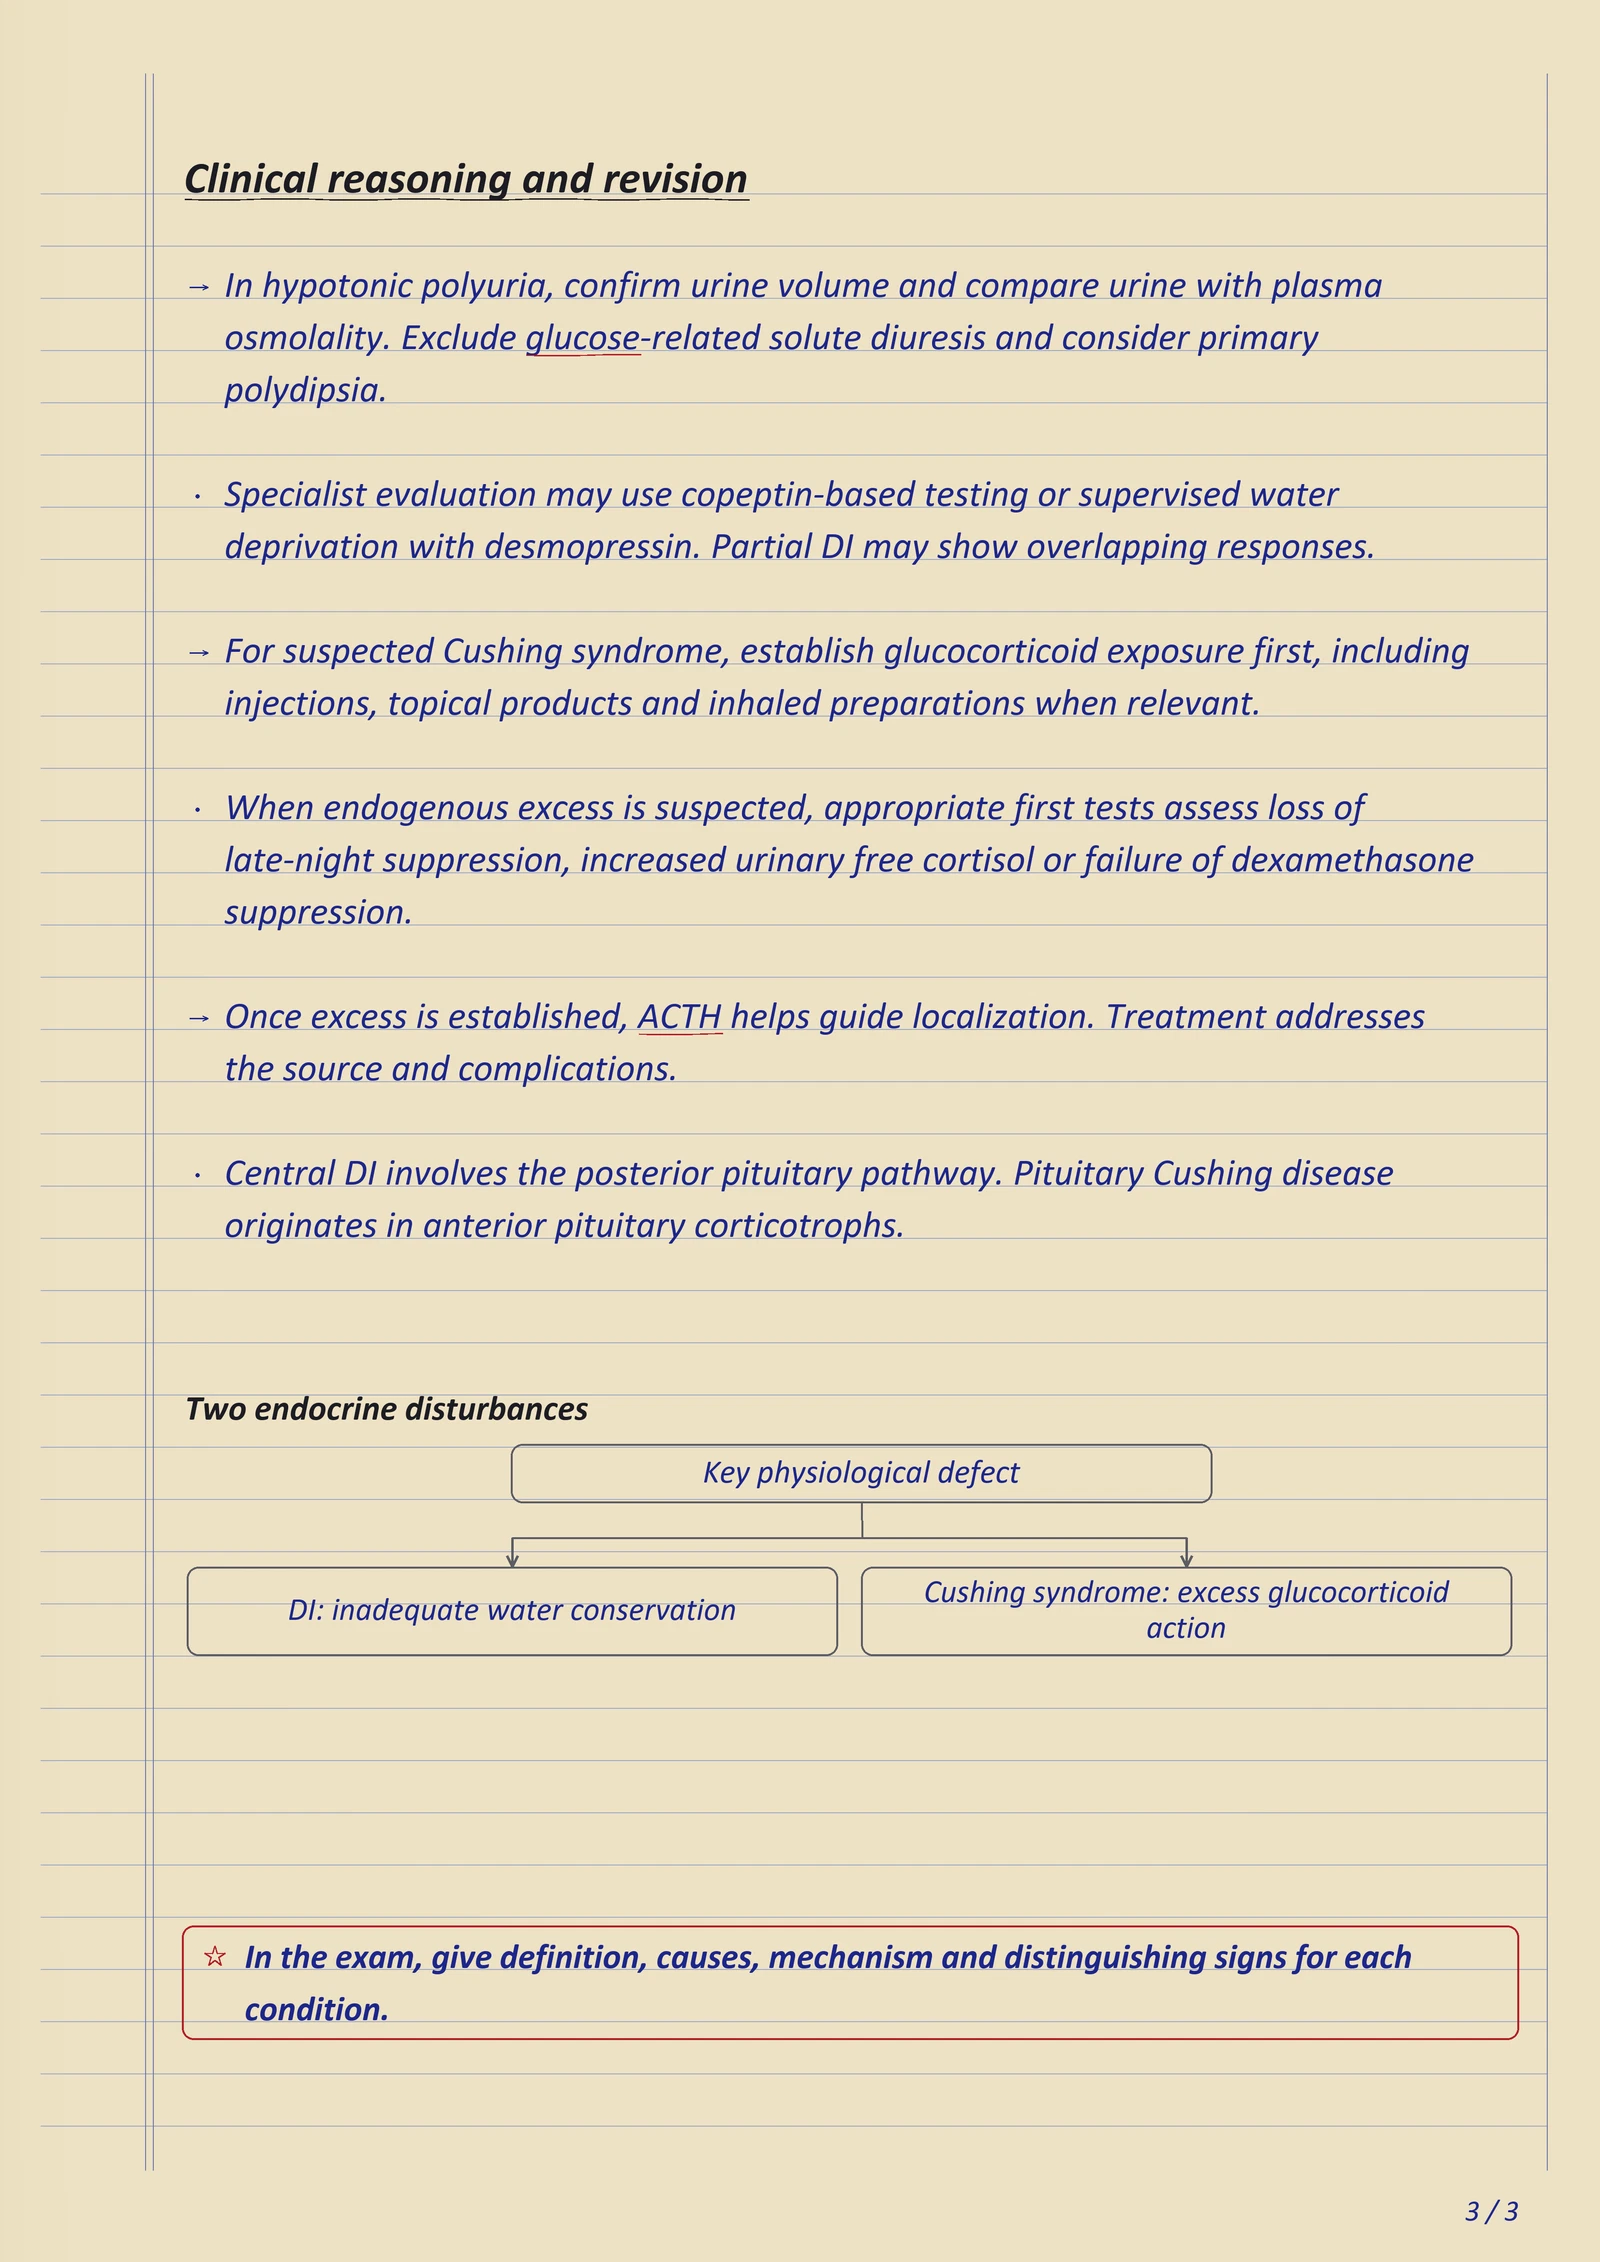 Clinical reasoning and revision
→ In hypotonic polyuria, confirm urine volume and compare urine with plasma
osmolality. Exclude glucose-related solute diuresis and consider primary
polydipsia.
· Specialist evaluation may use copeptin-based testing or supervised water
deprivation with desmopressin. Partial DI may show overlapping responses.
→ For suspected Cushing syndrome, establish glucocorticoid exposure first, including
injections, topical products and inhaled preparations when relevant.
· When endogenous excess is suspected, appropriate first tests assess loss of
late-night suppression, increased urinary free cortisol or failure of dexamethasone
suppression.
→ Once excess is established, ACTH helps guide localization. Treatment addresses
the source and complications.
· Central DI involves the posterior pituitary pathway. Pituitary Cushing disease
originates in anterior pituitary corticotrophs.
Two endocrine disturbances
Key physiological defect
DI: inadequate water conservation
Cushing syndrome: excess glucocorticoid
action
☆ In the exam, give definition, causes, mechanism and distinguishing signs for each
condition.
3 / 3